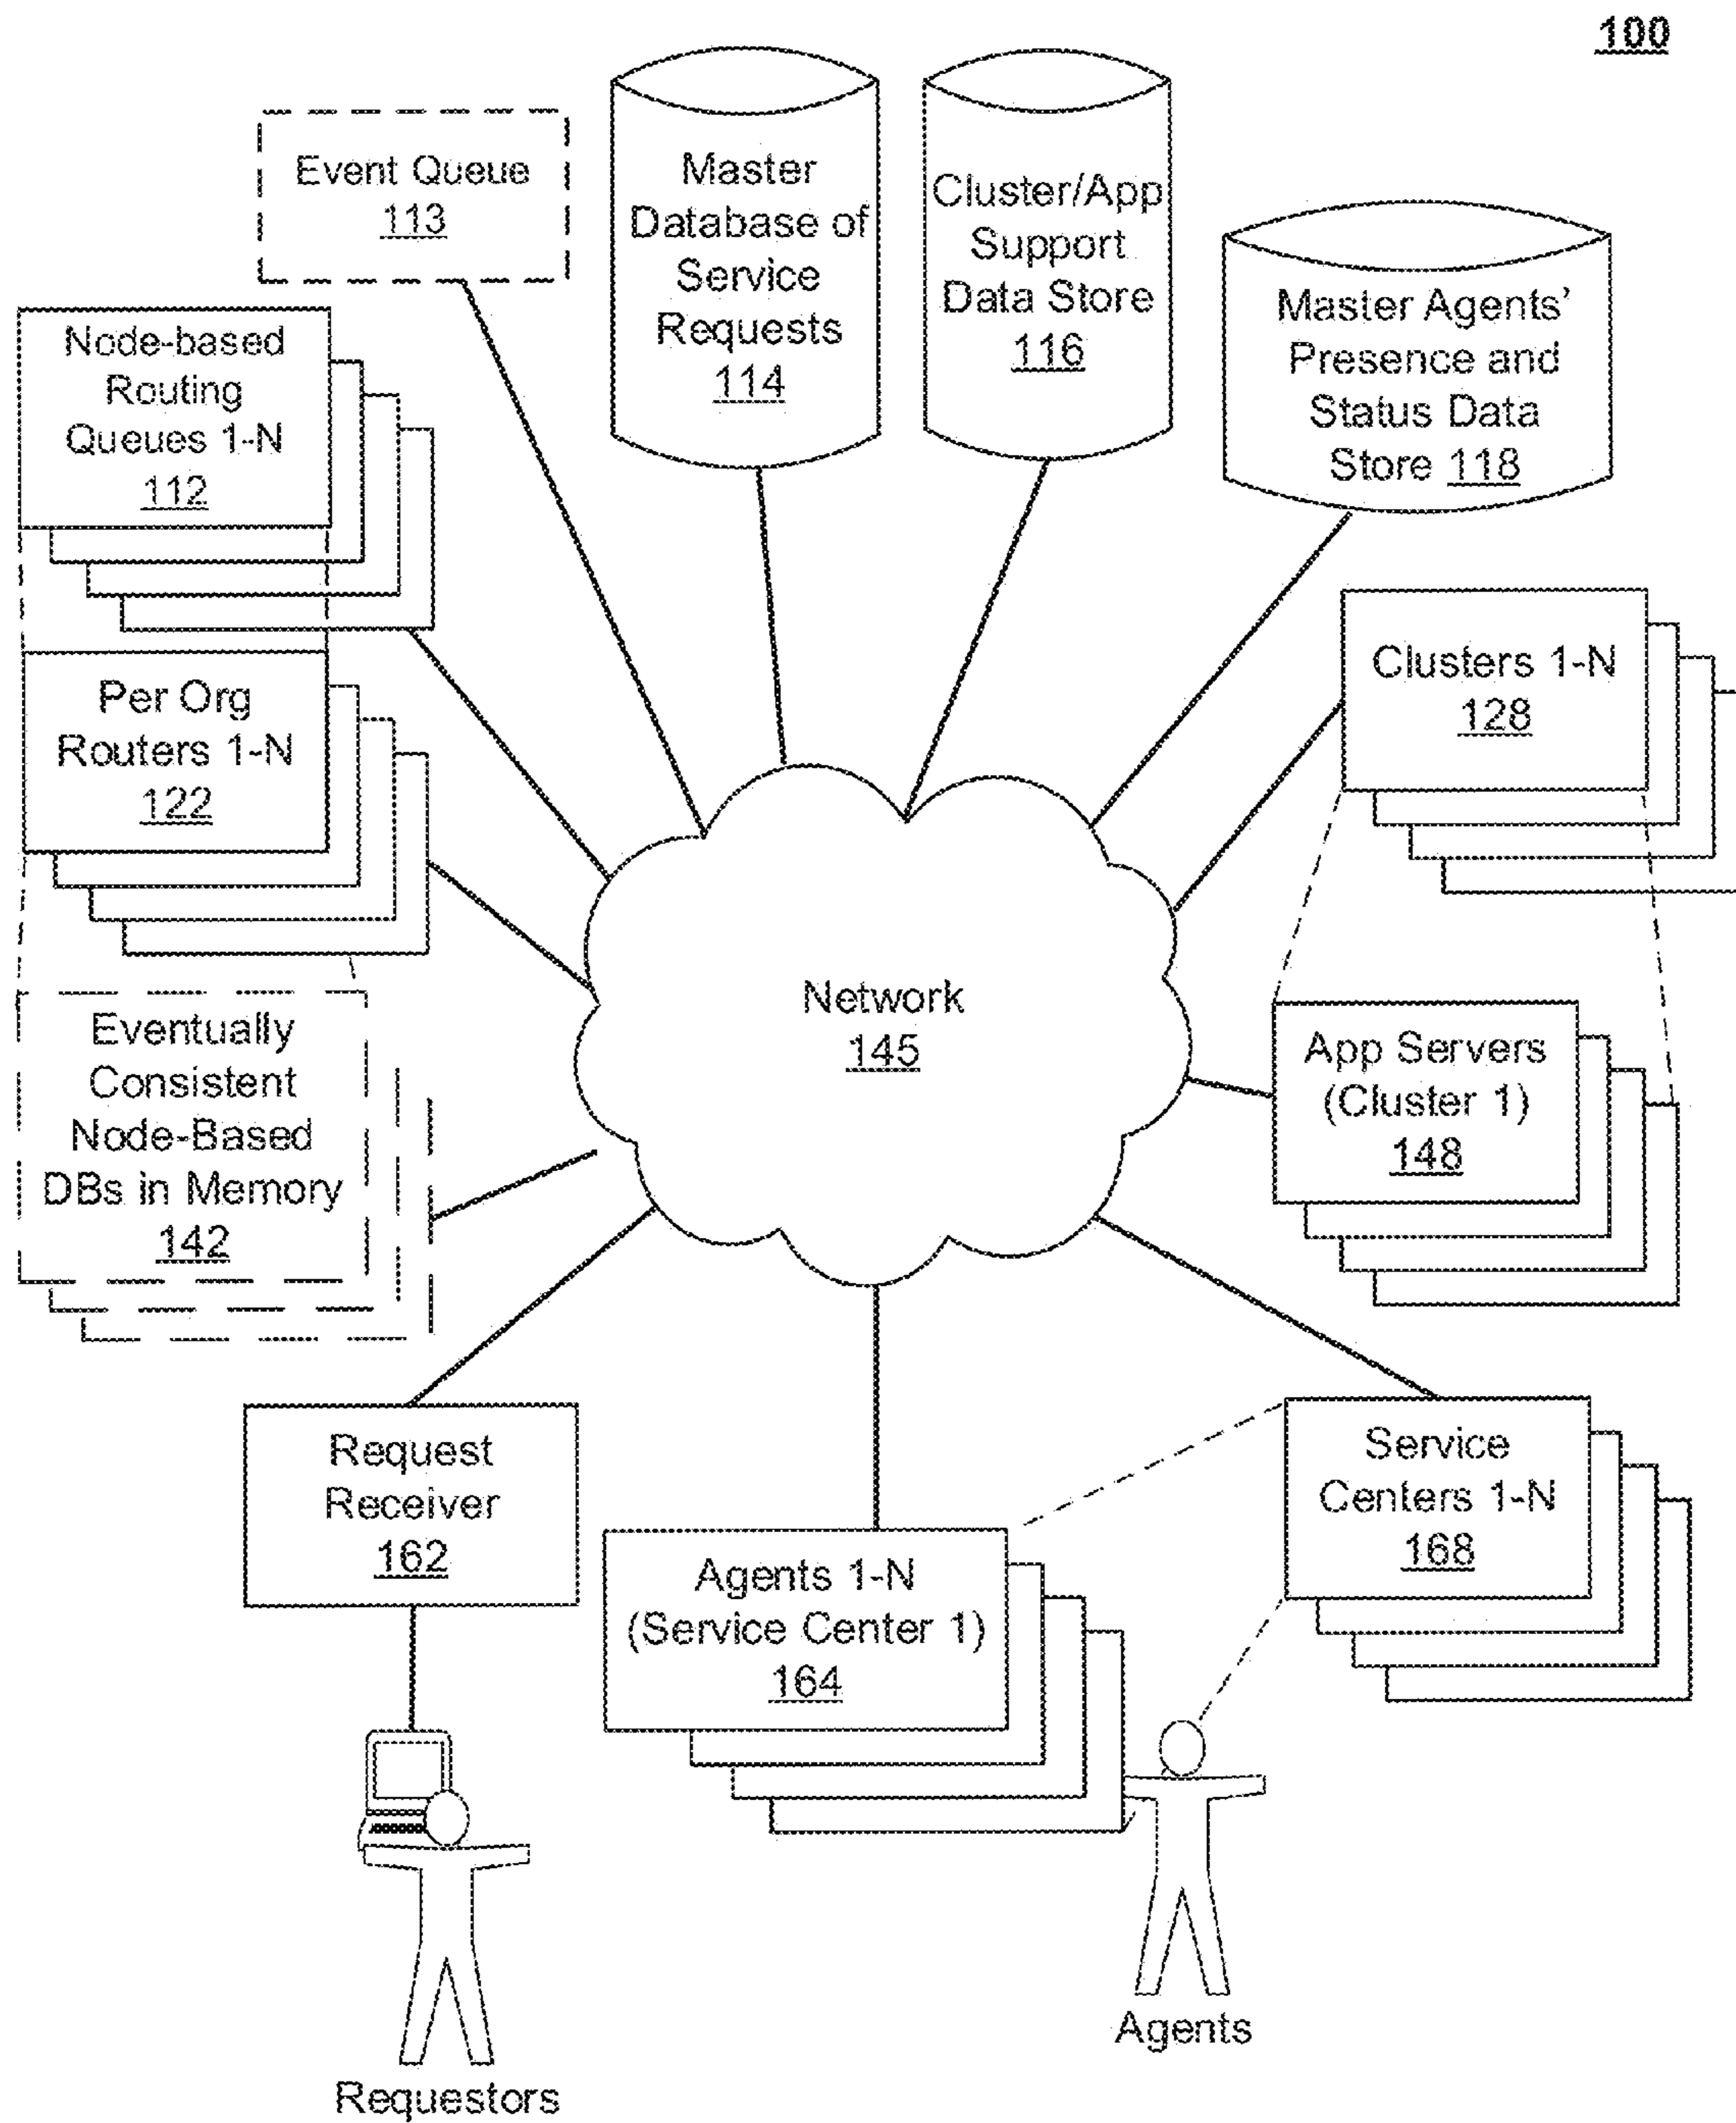 100
Event Queue
113
Master
Database of
Service
Requests
114
Cluster/App
Support
Data Store
116
Master Agents'
Presence and
Status Data
Store 118
Node-based
Routing
Queues 1-N
112
Per Org
Routers 1-N
122
Clusters 1-N
128
Network
145
Eventually
Consistent
Node-Based
DBs in Memory
142
App Servers
(Cluster 1)
148
Request
Receiver
162
Agents 1-N
(Service Center 1)
164
Service
Centers 1-N
168
Requestors
Agents